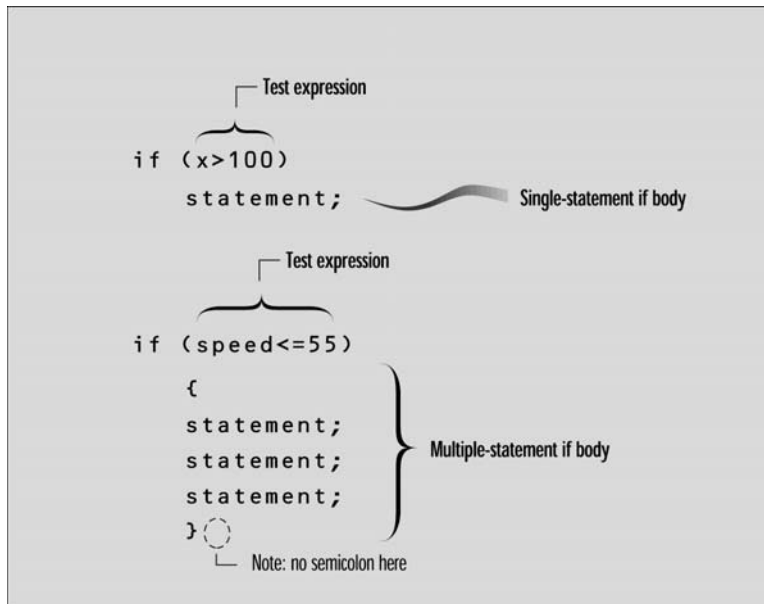 Test expression
if (x>100)
statement; Single-statement if body
Test expression
if (speed<=55)
{
statement;
statement; Multiple-statement if body
statement;
}
Note: no semicolon here